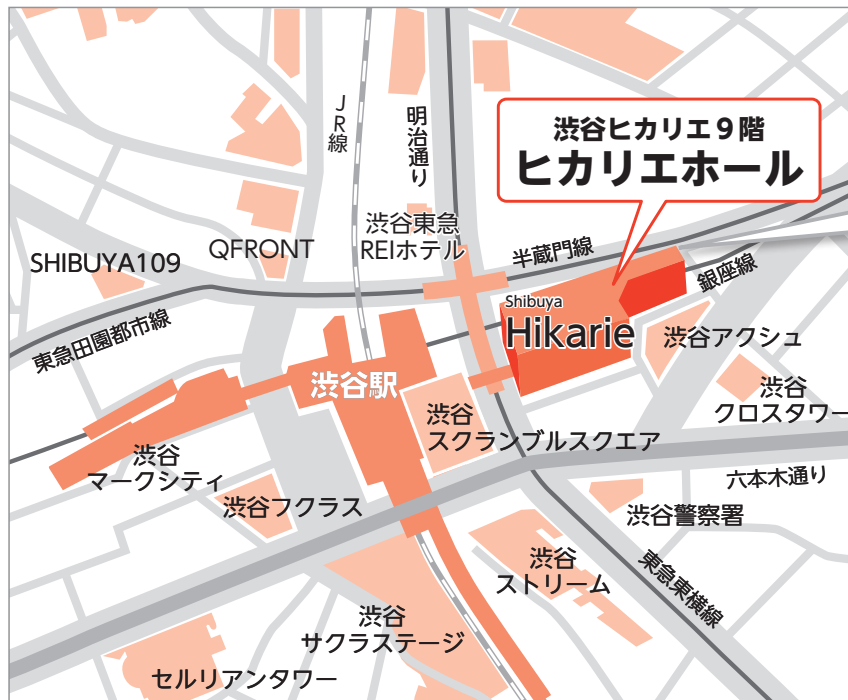 JR線
明治通り
渋谷ヒカリエ９階
ヒカリエホール
渋谷東急
REIホテル
QFRONT
SHIBUYA109
半蔵門線
銀座線
Shibuya
Hikarie
東急田園都市線
渋谷アクシュ
渋谷駅
渋谷
クロスタワー
渋谷
スクランブルスクエア
渋谷
マークシティ
六本木通り
渋谷フクラス
渋谷警察署
渋谷
ストリーム
東急東横線
渋谷
サクラステージ
セルリアンタワー